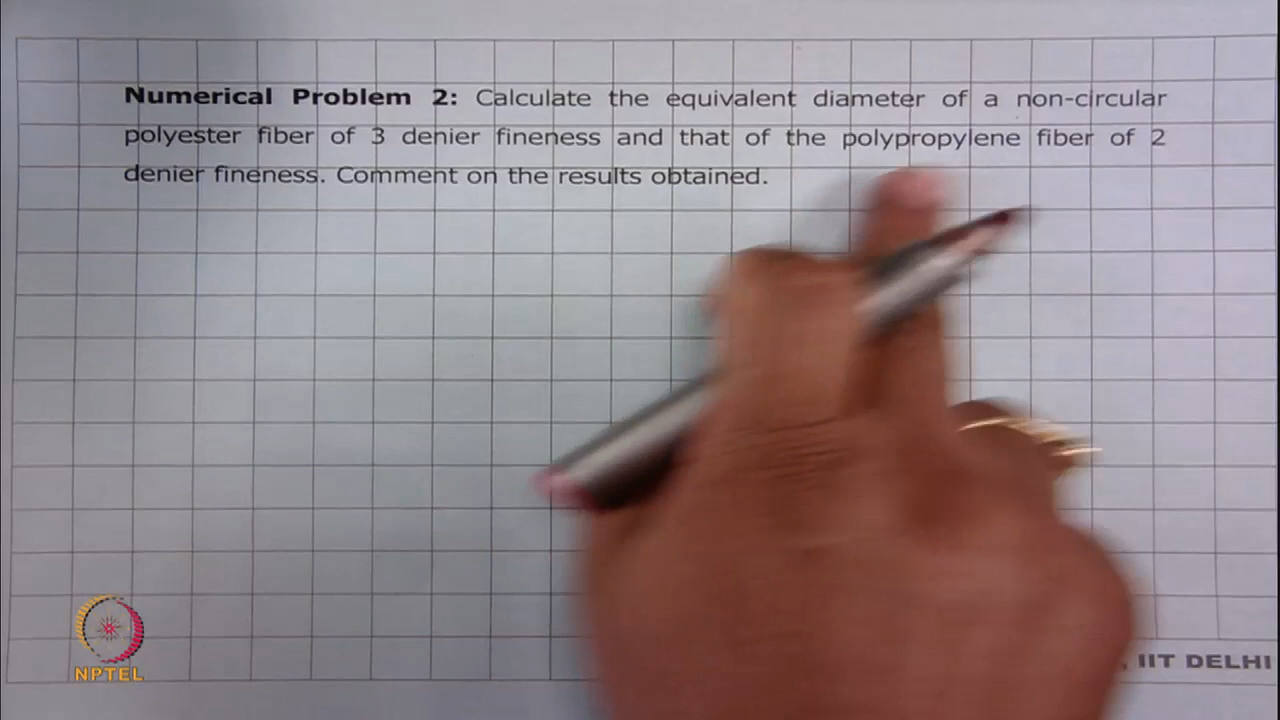 Numerical Problem 2: Calculate the equivalent diameter of a non-circular
polyester fiber of 3 denier fineness and that of the polypropylene fiber of 2
denier fineness. Comment on the results obtained.
NPTEL
, IIT DELHI